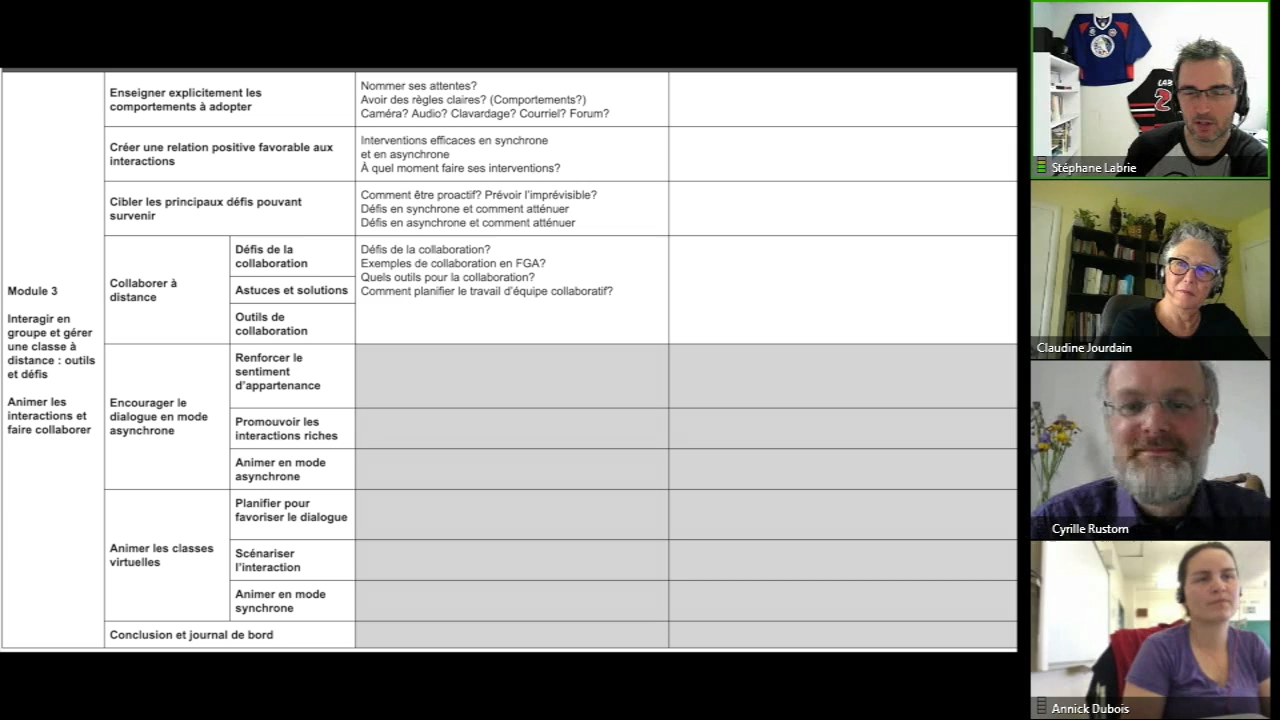 Module 3
Interagir en
groupe et gérer
une classe à
distance : outils
et défis
Animer les
interactions et
faire collaborer
Enseigner explicitement les
comportements à adopter
Nommer ses attentes?
Avoir des règles claires? (Comportements?)
Caméra? Audio? Clavardage? Courriel? Forum?
Créer une relation positive favorable aux
interactions
Interventions efficaces en synchrone
et en asynchrone
À quel moment faire ses interventions?
Cibler les principaux défis pouvant
survenir
Comment être proactif? Prévoir l'imprévisible?
Défis en synchrone et comment atténuer
Défis en asynchrone et comment atténuer
Collaborer à
distance
Défis de la
collaboration
Astuces et solutions
Outils de
collaboration
Défis de la collaboration?
Exemples de collaboration en FGA?
Quels outils pour la collaboration?
Comment planifier le travail d'équipe collaboratif?
Encourager le
dialogue en mode
asynchrone
Renforcer le
sentiment
d'appartenance
Promouvoir les
interactions riches
Animer en mode
asynchrone
Animer les classes
virtuelles
Planifier pour
favoriser le dialogue
Scénariser
l'interaction
Animer en mode
synchrone
Conclusion et journal de bord
LAB
2
Stéphane Labrie
Claudine Jourdain
Cyrille Rustom
Annick Dubois